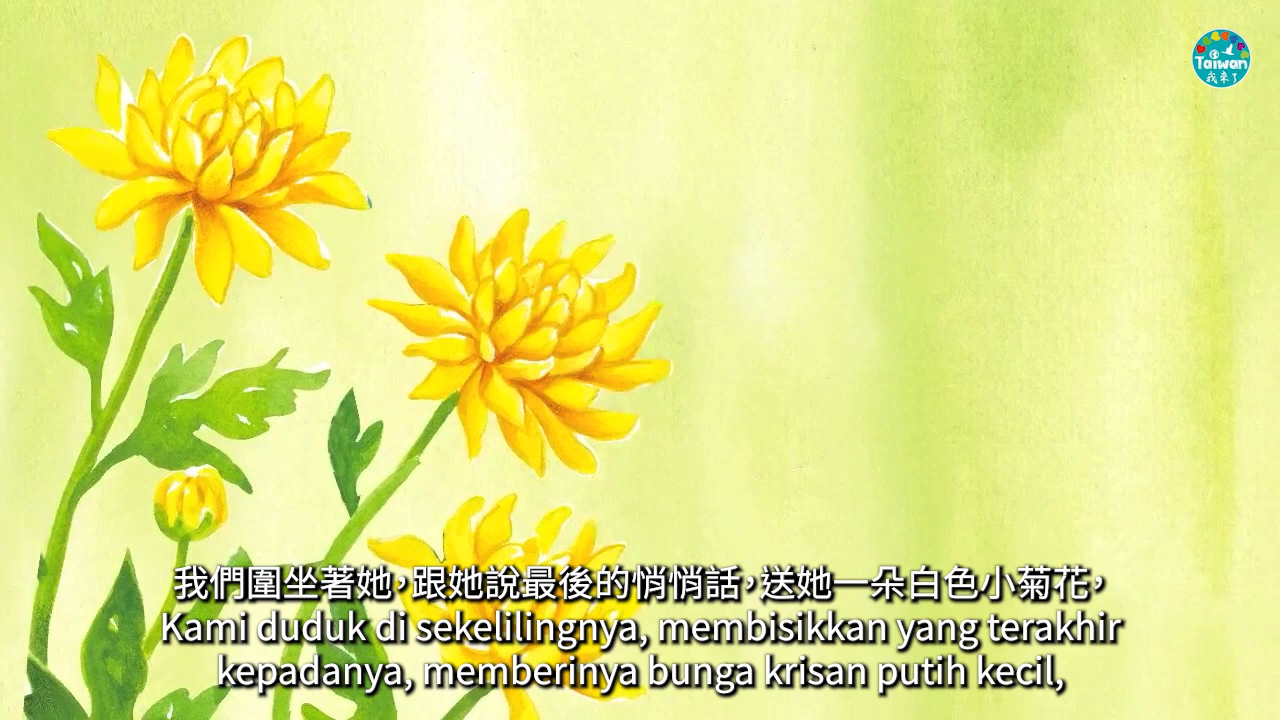 Taiwan
我來了
我們圍坐著她，跟她說最後的悄悄話，送她一朵白色小菊花，
Kami duduk di sekelilingnya, membisikkan yang terakhir
kepadanya, memberinya bunga krisan putih kecil,